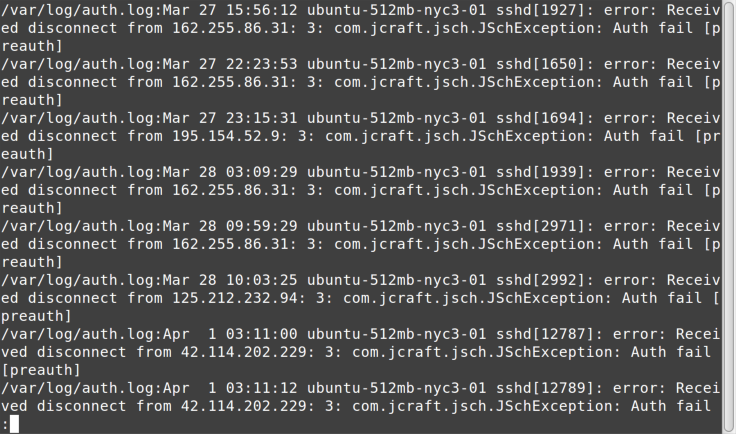 /var/log/auth.log:Mar 27 15:56:12 ubuntu-512mb-nyc3-01 sshd[1927]: error: Receiv
ed disconnect from 162.255.86.31: 3: com.jcraft.jsch.JSchException: Auth fail [p
reauth]
/var/log/auth.log:Mar 27 22:23:53 ubuntu-512mb-nyc3-01 sshd[1650]: error: Receiv
ed disconnect from 162.255.86.31: 3: com.jcraft.jsch.JSchException: Auth fail [p
reauth]
/var/log/auth.log:Mar 27 23:15:31 ubuntu-512mb-nyc3-01 sshd[1694]: error: Receiv
ed disconnect from 195.154.52.9: 3: com.jcraft.jsch.JSchException: Auth fail [pr
eauth]
/var/log/auth.log:Mar 28 03:09:29 ubuntu-512mb-nyc3-01 sshd[1939]: error: Receiv
ed disconnect from 162.255.86.31: 3: com.jcraft.jsch.JSchException: Auth fail [p
reauth]
/var/log/auth.log:Mar 28 09:59:29 ubuntu-512mb-nyc3-01 sshd[2971]: error: Receiv
ed disconnect from 162.255.86.31: 3: com.jcraft.jsch.JSchException: Auth fail [p
reauth]
/var/log/auth.log:Mar 28 10:03:25 ubuntu-512mb-nyc3-01 sshd[2992]: error: Receiv
ed disconnect from 125.212.232.94: 3: com.jcraft.jsch.JSchException: Auth fail [
preauth]
/var/log/auth.log:Apr  1 03:11:00 ubuntu-512mb-nyc3-01 sshd[12787]: error: Recei
ved disconnect from 42.114.202.229: 3: com.jcraft.jsch.JSchException: Auth fail
[preauth]
/var/log/auth.log:Apr  1 03:11:12 ubuntu-512mb-nyc3-01 sshd[12789]: error: Recei
ved disconnect from 42.114.202.229: 3: com.jcraft.jsch.JSchException: Auth fail
: